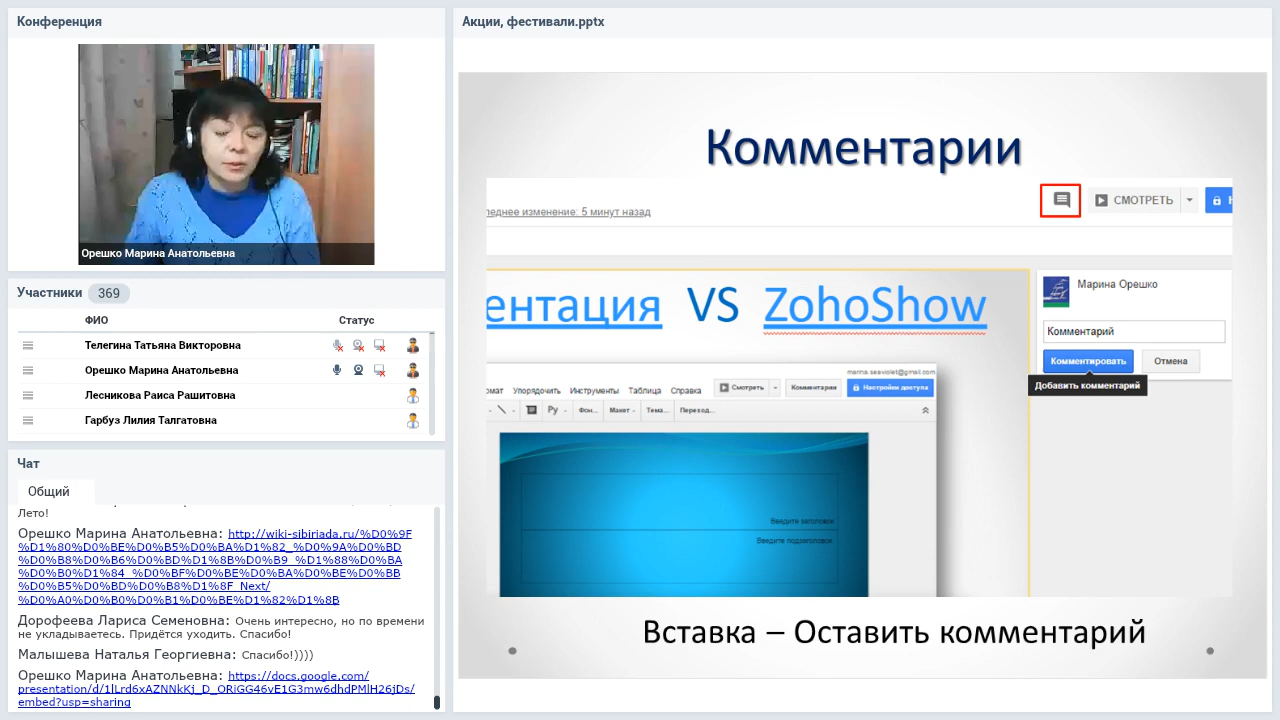 Конференция
Орешко Марина Анатольевна
Участники 369
ФИО Статус
Телегина Татьяна Викторовна
Орешко Марина Анатольевна
Лесникова Раиса Рашитовна
Гарбуз Лилия Талгатовна
Чат
Общий
Лето!
Орешко Марина Анатольевна: http://wiki-sibiriada.ru/%D0%9F
%D1%80%D0%BE%D0%B5%D0%BA%D1%82_%D0%9A%D0%BD
%D0%B8%D0%B6%D0%BD%D1%8B%D0%B9_%D1%88%D0%BA
%D0%B0%D1%84_%D0%BF%D0%BE%D0%BA%D0%BE%D0%BB
%D0%B5%D0%BD%D0%B8%D1%8F_Next/
%D0%A0%D0%B0%D0%B1%D0%BE%D1%82%D1%8B
Дорофеева Лариса Семеновна: Очень интересно, но по времени
не укладываетесь. Придётся уходить. Спасибо!
Малышева Наталья Георгиевна: Спасибо!))))
Орешко Марина Анатольевна: https://docs.google.com/
presentation/d/1lLrd6xAZNNkKj_D_ORiGG46vE1G3mw6dhdPMlH26jDs/
embed?usp=sharing
Акции, фестивали.pptx
Комментарии
леднее изменение: 5 минут назад
СМОТРЕТЬ
Марина Орешко
Комментарий
Комментировать Отмена
Добавить комментарий
ентация VS ZohoShow
marina.seaviolet@gmail.com
омат Упорядочить Инструменты Таблица Справка Смотреть Комментарии Настройки доступа
Фон... Макет Тема... Переход...
Введите заголовок
Введите подзаголовок
Вставка – Оставить комментарий